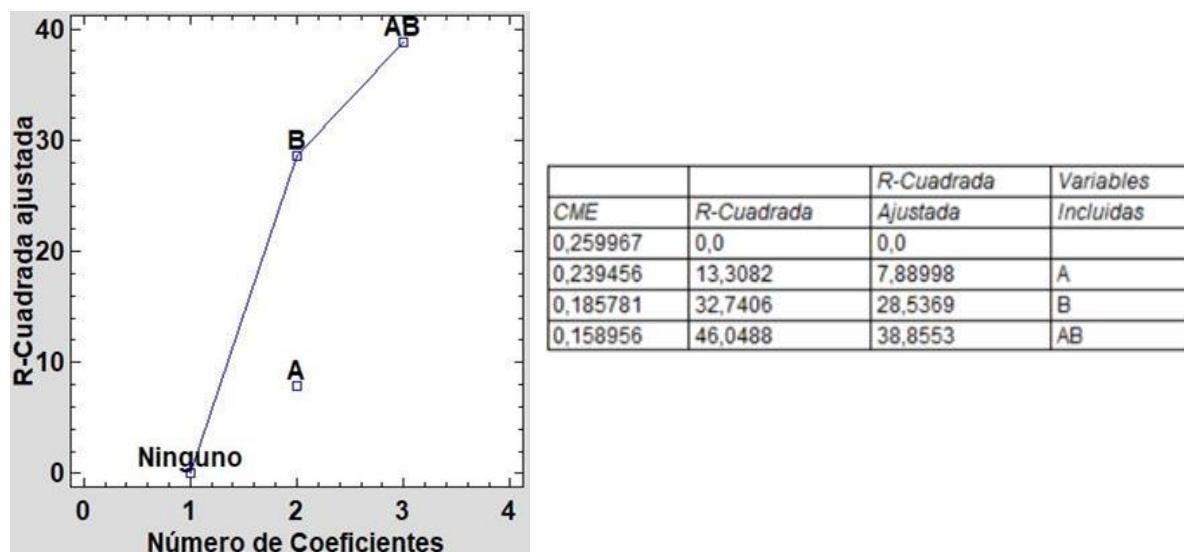 R-Cuadrada ajustada
40
30
20
10
0
AB
B
A
Ninguno
0 1 2 3 4
Número de Coeficientes
R-Cuadrada Variables
CME R-Cuadrada Ajustada Incluidas
0,259967 0,0 0,0
0,239456 13,3082 7,88998 A
0,185781 32,7406 28,5369 B
0,158956 46,0488 38,8553 AB